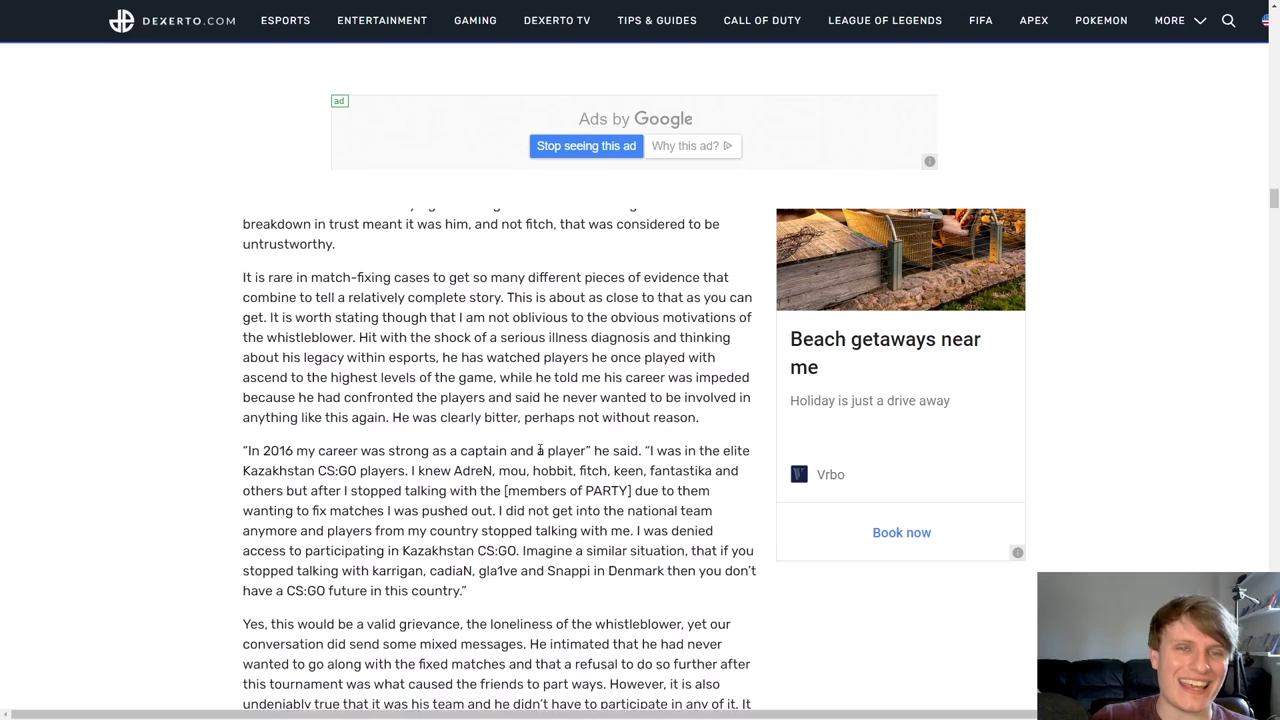 DEXERTO.COM
ESPORTS
ENTERTAINMENT
GAMING
DEXERTO TV
TIPS & GUIDES
CALL OF DUTY
LEAGUE OF LEGENDS
FIFA
APEX
POKEMON
MORE
ad
Ads by Google
Stop seeing this ad
Why this ad?
breakdown in trust meant it was him, and not fitch, that was considered to be
untrustworthy.
It is rare in match-fixing cases to get so many different pieces of evidence that
combine to tell a relatively complete story. This is about as close to that as you can
get. It is worth stating though that I am not oblivious to the obvious motivations of
the whistleblower. Hit with the shock of a serious illness diagnosis and thinking
about his legacy within esports, he has watched players he once played with
ascend to the highest levels of the game, while he told me his career was impeded
because he had confronted the players and said he never wanted to be involved in
anything like this again. He was clearly bitter, perhaps not without reason.
“In 2016 my career was strong as a captain and a player” he said. “I was in the elite
Kazakhstan CS:GO players. I knew AdreN, mou, hobbit, fitch, keen, fantastika and
others but after I stopped talking with the [members of PARTY] due to them
wanting to fix matches I was pushed out. I did not get into the national team
anymore and players from my country stopped talking with me. I was denied
access to participating in Kazakhstan CS:GO. Imagine a similar situation, that if you
stopped talking with karrigan, cadiaN, gla1ve and Snappi in Denmark then you don’t
have a CS:GO future in this country.”
Yes, this would be a valid grievance, the loneliness of the whistleblower, yet our
conversation did send some mixed messages. He intimated that he had never
wanted to go along with the fixed matches and that a refusal to do so further after
this tournament was what caused the friends to part ways. However, it is also
undeniably true that it was his team and he didn’t have to participate in any of it. It
Beach getaways near
me
Holiday is just a drive away
Vrbo
Book now